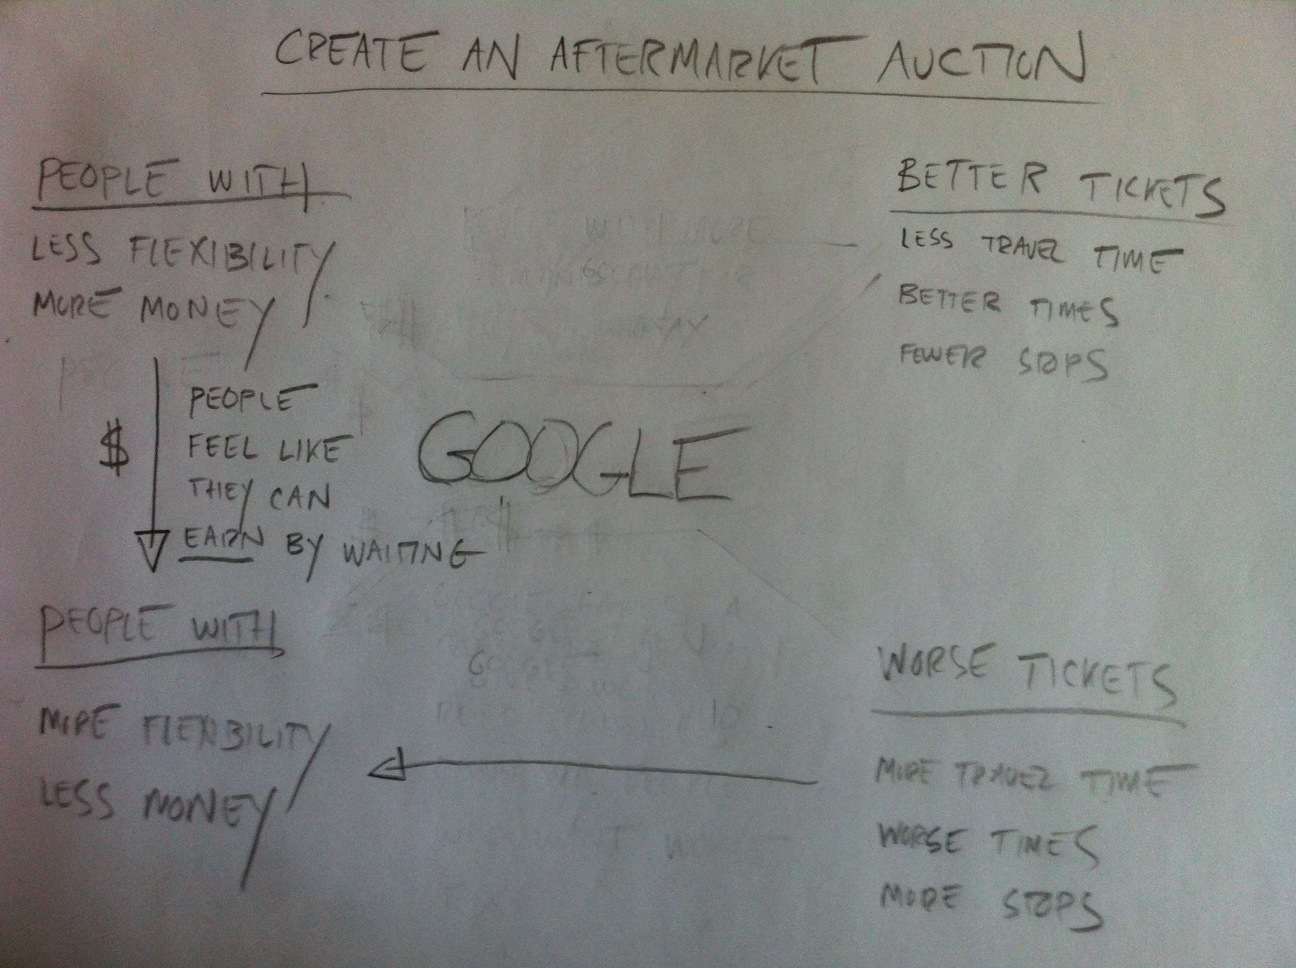 CREATE AN AFTERMARKET AUCTION
PEOPLE WITH
LESS FLEXIBILITY
MORE MONEY
$
PEOPLE
FEEL LIKE
THEY CAN
EARN BY WAITING
GOOGLE
PEOPLE WITH
MORE FLEXIBILITY
LESS MONEY
BETTER TICKETS
LESS TRAVEL TIME
BETTER TIMES
FEWER STOPS
WORSE TICKETS
MORE TRAVEL TIME
WORSE TIMES
MORE STOPS